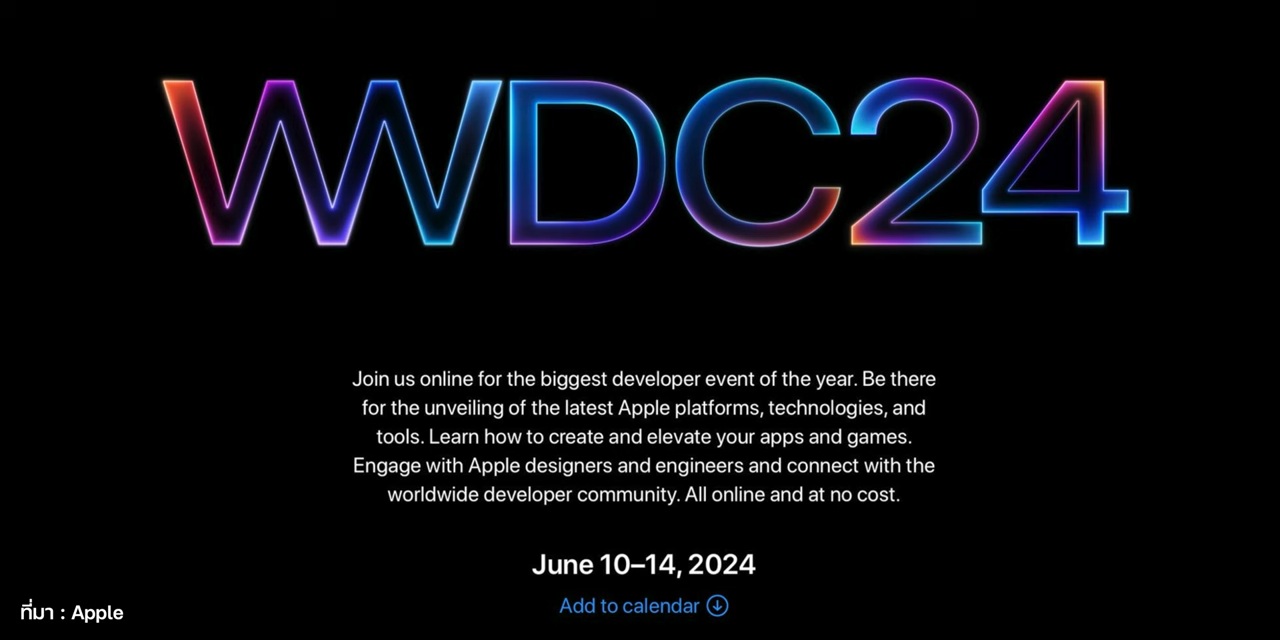 WWDC24
Join us online for the biggest developer event of the year. Be there
for the unveiling of the latest Apple platforms, technologies, and
tools. Learn how to create and elevate your apps and games.
Engage with Apple designers and engineers and connect with the
worldwide developer community. All online and at no cost.
June 10–14, 2024
Add to calendar
ที่มา : Apple